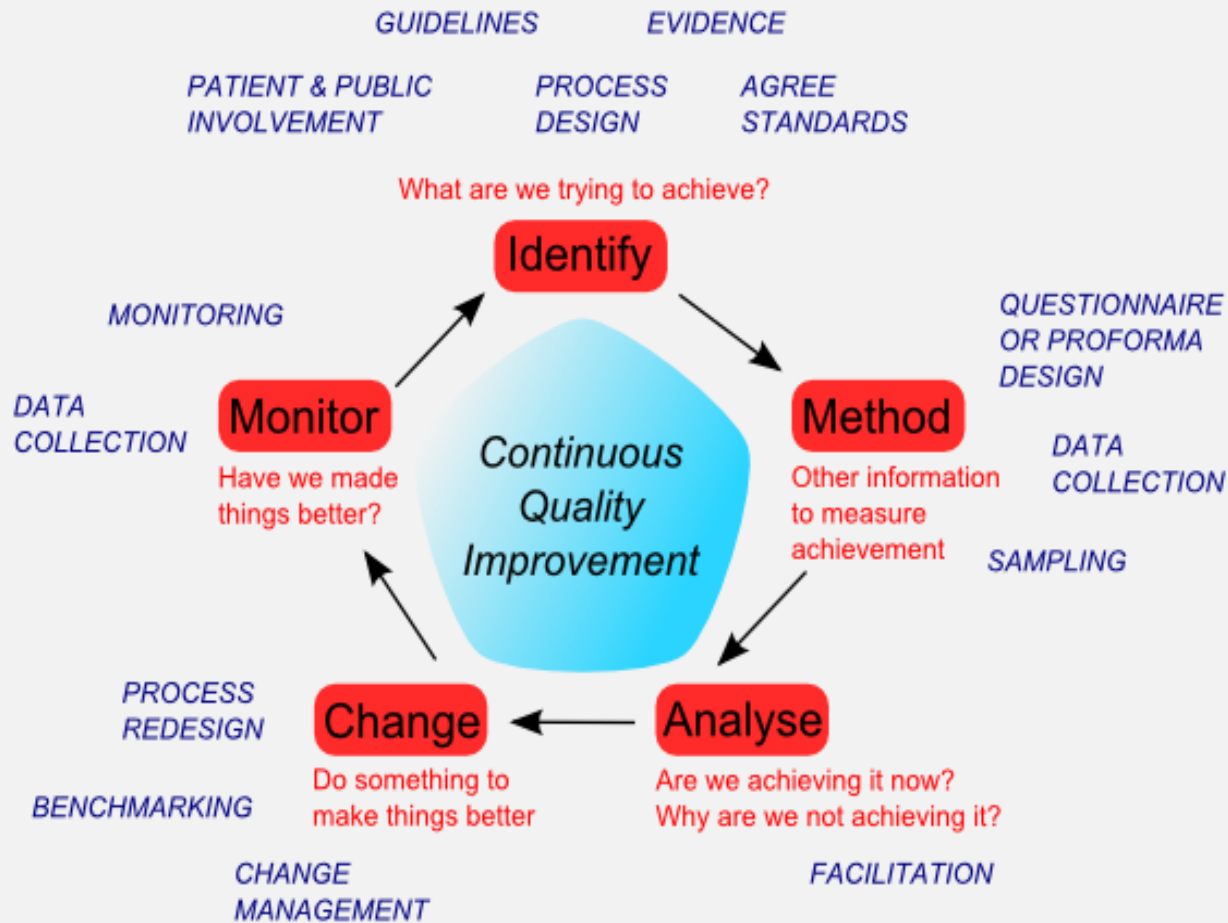 GUIDELINES
EVIDENCE
PATIENT & PUBLIC
INVOLVEMENT
PROCESS
DESIGN
AGREE
STANDARDS
What are we trying to achieve?
Identify
MONITORING
QUESTIONNAIRE
OR PROFORMA
DESIGN
DATA
COLLECTION
Monitor
Have we made
things better?
Continuous
Quality
Improvement
Method
Other information
to measure
achievement
DATA
COLLECTION
SAMPLING
PROCESS
REDESIGN
Change
Do something to
make things better
Analyse
Are we achieving it now?
Why are we not achieving it?
BENCHMARKING
CHANGE
MANAGEMENT
FACILITATION